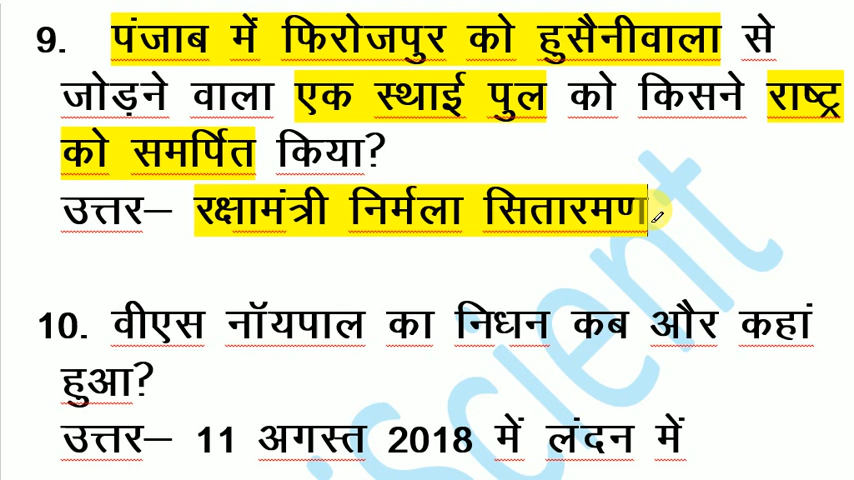 9. पंजाब में फिरोजपुर को हुसैनीवाला से
जोड़ने वाला एक स्थाई पुल को किसने राष्ट्र
को समर्पित किया?
उत्तर– रक्षामंत्री निर्मला सितारमण
10. वीएस नॉयपाल का निधन कब और कहां
हुआ?
उत्तर– 11 अगस्त 2018 में लंदन में